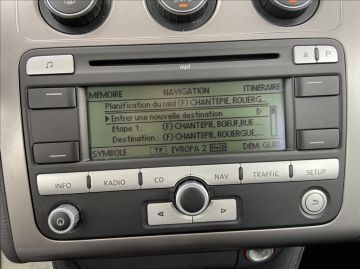 mp3
MÉMOIRE NAVIGATION ITINÉRAIRE
Planification du raid (F) CHANTEPIE, ROUERG...
Entrer une nouvelle destination
Étape 1: (F) CHANTEPIE, BOEUF, RUE....
Destination: (F) CHANTEPIE, ROUERGUE,...
SYMBOLE TP EVROPA 2 DÉM. GUID.
INFO RADIO CD NAV TRAFFIC SETUP
P